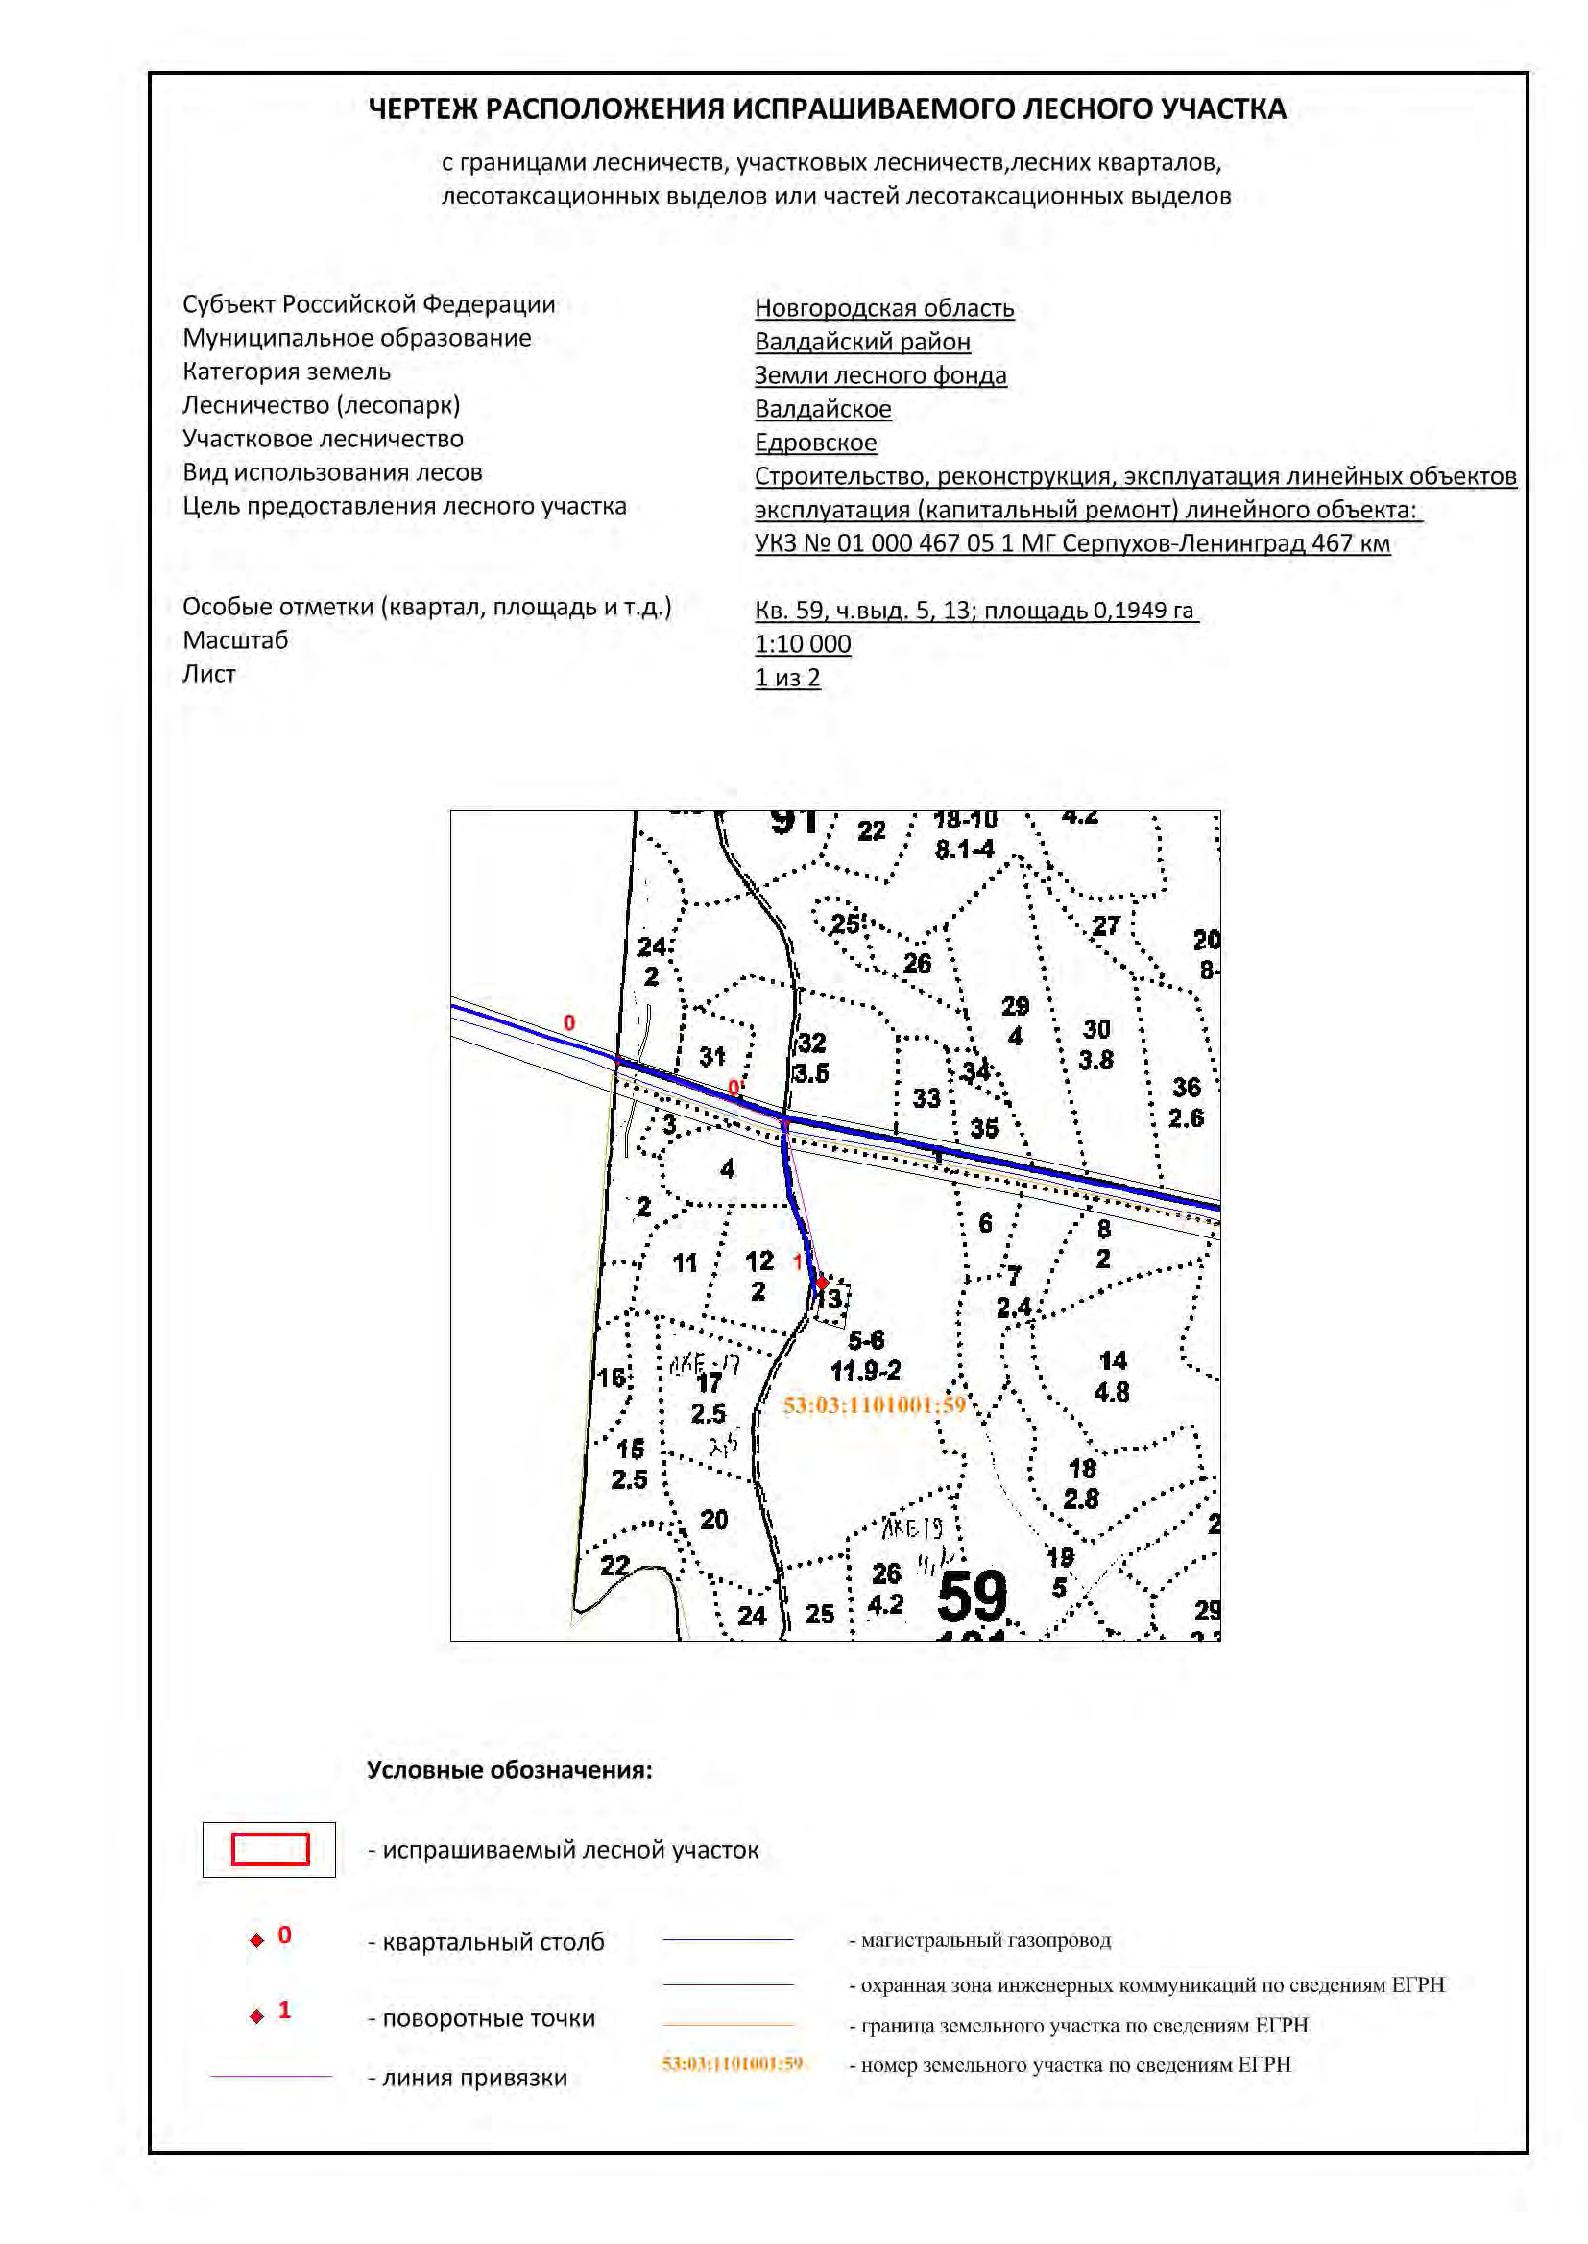 ЧЕРТЕЖ РАСПОЛОЖЕНИЯ ИСПРАШИВАЕМОГО ЛЕСНОГО УЧАСТКА
с границами лесничеств, участковых лесничеств,лесних кварталов,
лесотаксационных выделов или частей лесотаксационных выделов
Субъект Российской Федерации Новгородская область
Муниципальное образование Валдайский район
Категория земель Земли лесного фонда
Лесничество (лесопарк) Валдайское
Участковое лесничество Едровское
Вид использования лесов Строительство, реконструкция, эксплуатация линейных объектов
Цель предоставления лесного участка эксплуатация (капитальный ремонт) линейного объекта:
УКЗ № 01 000 467 05 1 МГ Серпухов-Ленинград 467 км
Особые отметки (квартал, площадь и т.д.) Кв. 59, ч.выд. 5, 13; площадь 0,1949 га
Масштаб 1:10 000
Лист 1 из 2
91
22
8.1-4
4.2
25
26
27
20
8-
24
2
29
4
30
3.8
0
31
32
3.5
33
34
35
36
2.6
0
3
4
1
2
6
8
2
11
12
2
1
7
2.4
13
5-6
11.9-2
14
4.8
16
17
2.5
53:03:1101001:59
15
2.5
18
2.8
20
2
22
26
4.2
19
5
59
24
25
29
Условные обозначения:
- испрашиваемый лесной участок
0 - квартальный столб
- магистральный газопровод
- охранная зона инженерных коммуникаций по сведениям ЕГРН
1 - поворотные точки
- граница земельного участка по сведениям ЕГРН
53:03:1101001:59 - номер земельного участка по сведениям ЕГРН
- линия привязки